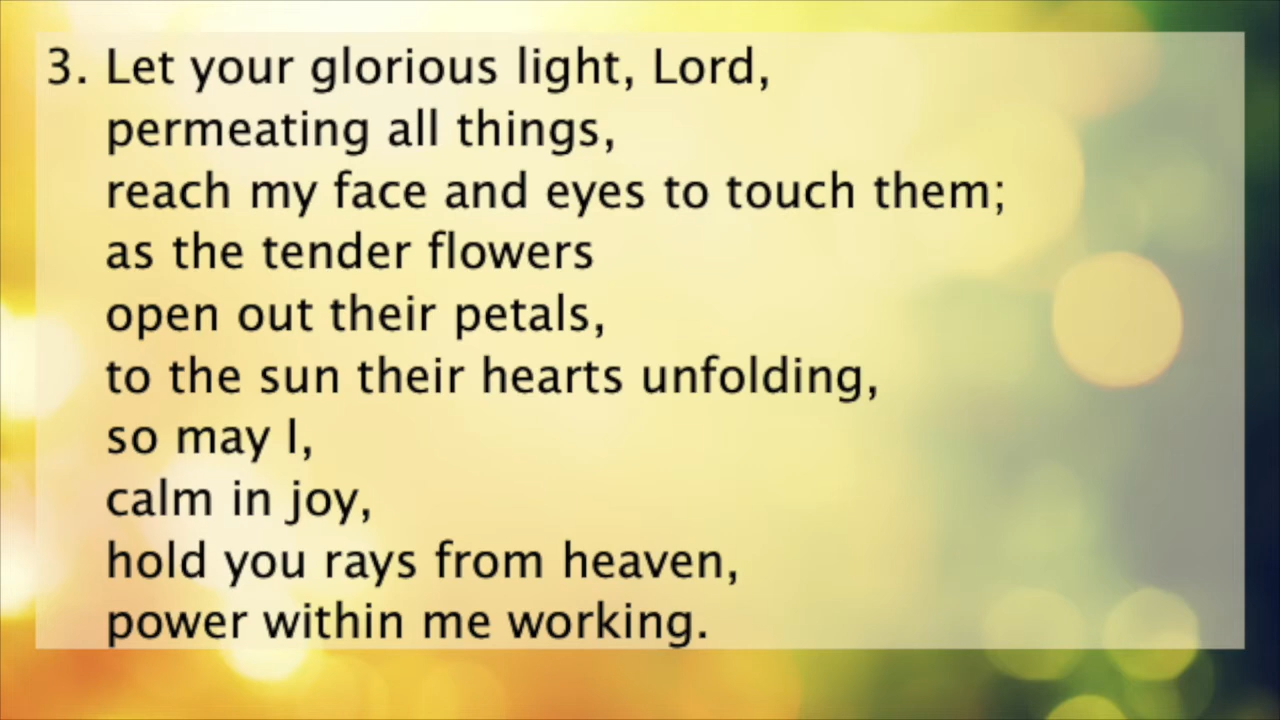 3. Let your glorious light, Lord,
permeating all things,
reach my face and eyes to touch them;
as the tender flowers
open out their petals,
to the sun their hearts unfolding,
so may I,
calm in joy,
hold you rays from heaven,
power within me working.